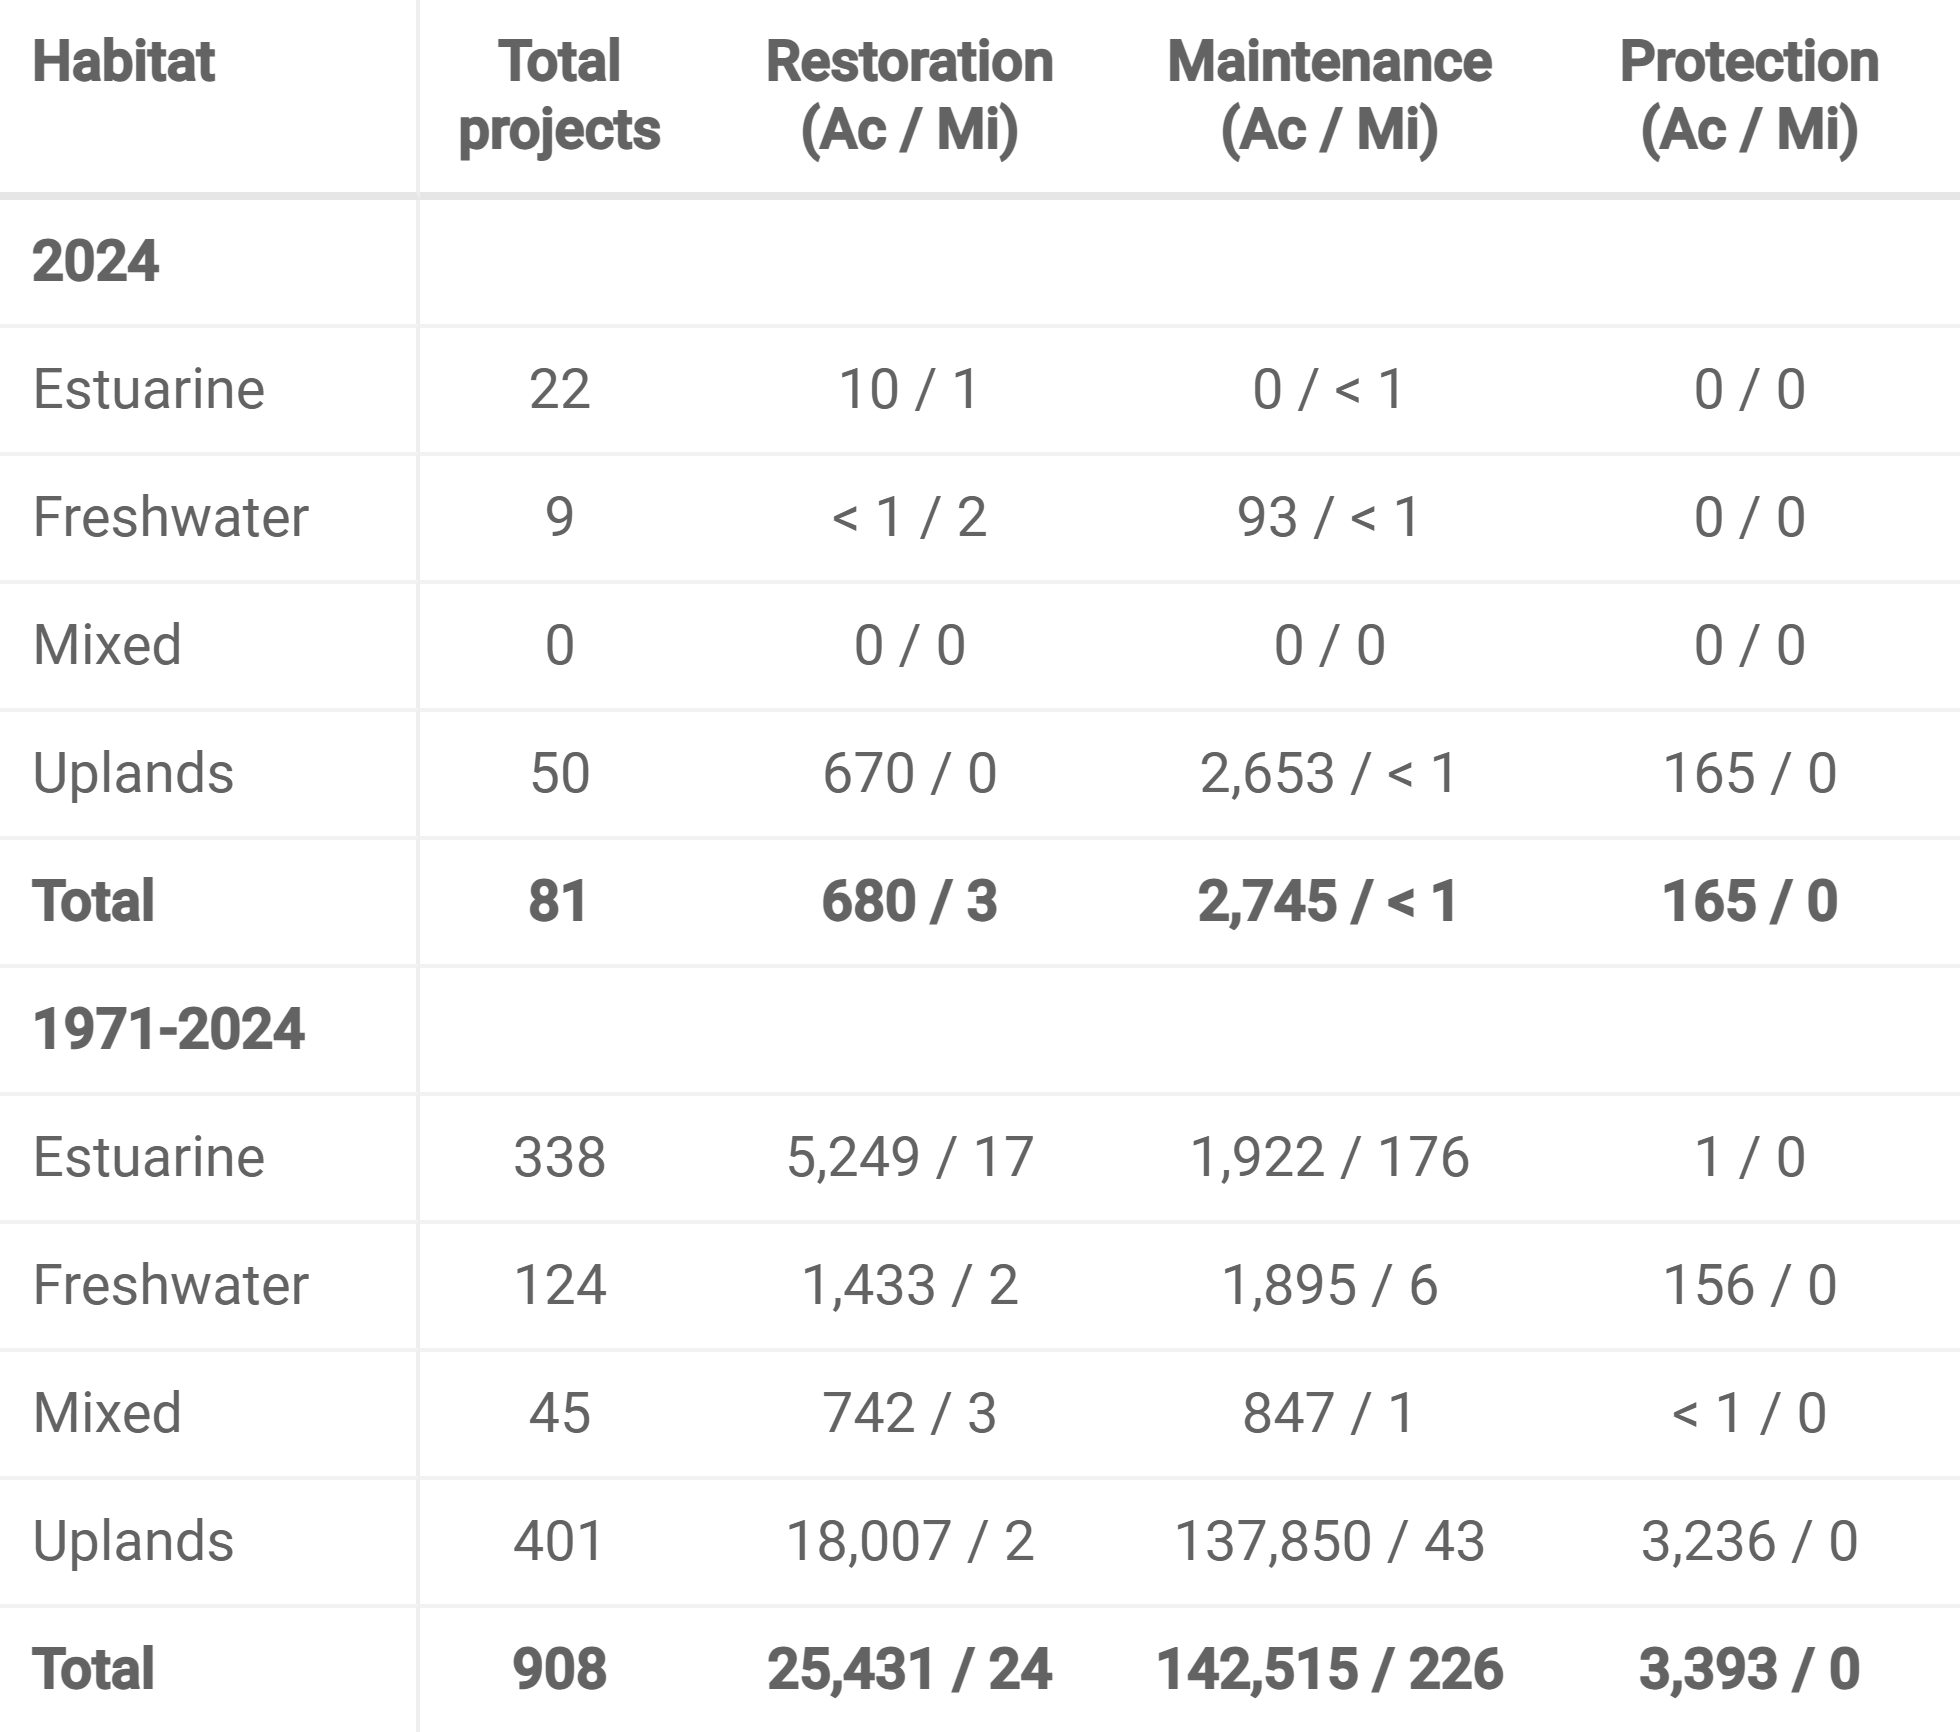 Habitat Total projects Restoration (Ac / Mi) Maintenance (Ac / Mi) Protection (Ac / Mi)
2024
Estuarine 22 10 / 1 0 / < 1 0 / 0
Freshwater 9 < 1 / 2 93 / < 1 0 / 0
Mixed 0 0 / 0 0 / 0 0 / 0
Uplands 50 670 / 0 2,653 / < 1 165 / 0
Total 81 680 / 3 2,745 / < 1 165 / 0
1971-2024
Estuarine 338 5,249 / 17 1,922 / 176 1 / 0
Freshwater 124 1,433 / 2 1,895 / 6 156 / 0
Mixed 45 742 / 3 847 / 1 < 1 / 0
Uplands 401 18,007 / 2 137,850 / 43 3,236 / 0
Total 908 25,431 / 24 142,515 / 226 3,393 / 0